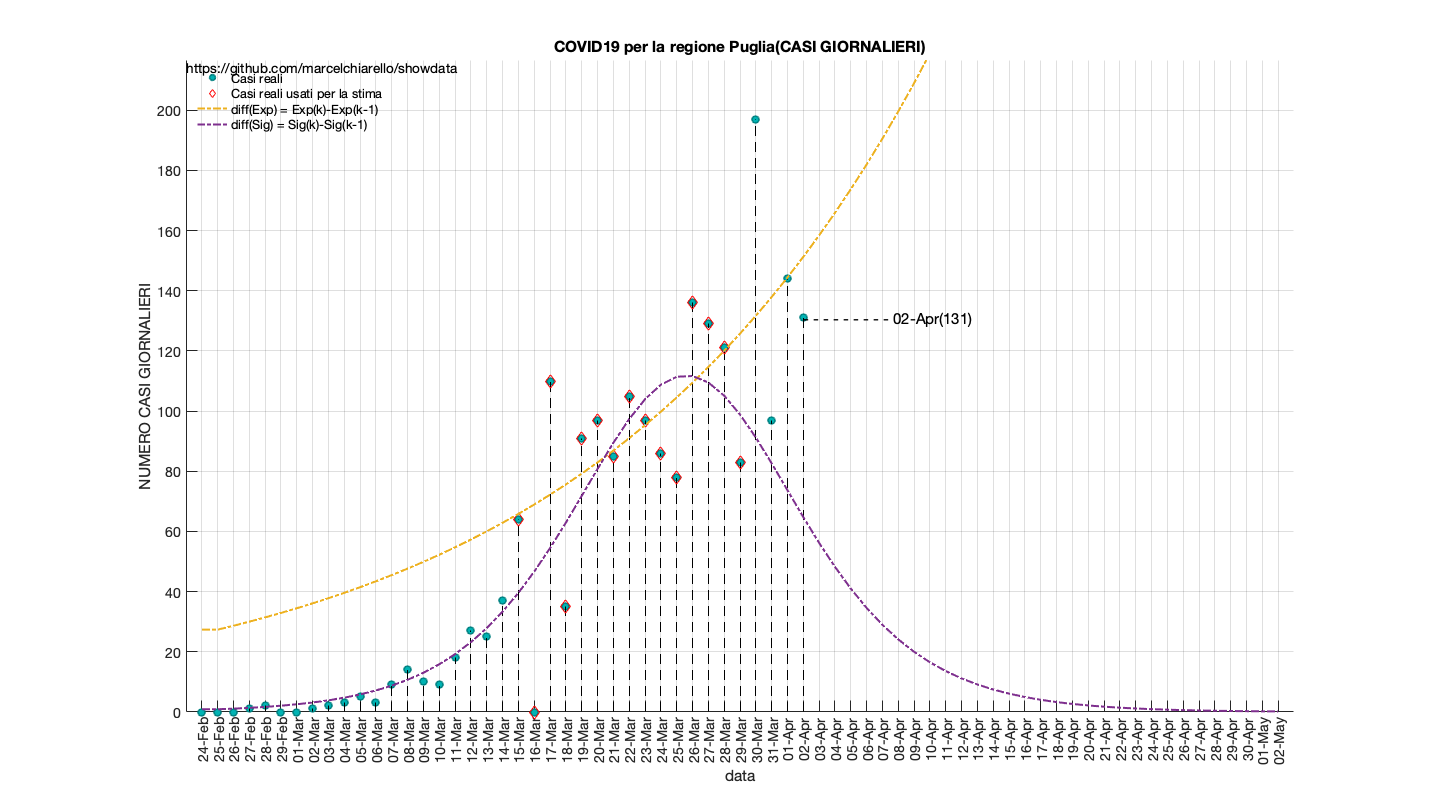 COVID19 per la regione Puglia(CASI GIORNALIERI)
https://github.com/marcelchiarello/showdata
Casi reali
Casi reali usati per la stima
diff(Exp) = Exp(k)-Exp(k-1)
diff(Sig) = Sig(k)-Sig(k-1)
NUMERO CASI GIORNALIERI
200
180
160
140
120
100
80
60
40
20
0
02-Apr(131)
24-Feb
25-Feb
26-Feb
27-Feb
28-Feb
29-Feb
01-Mar
02-Mar
03-Mar
04-Mar
05-Mar
06-Mar
07-Mar
08-Mar
09-Mar
10-Mar
11-Mar
12-Mar
13-Mar
14-Mar
15-Mar
16-Mar
17-Mar
18-Mar
19-Mar
20-Mar
21-Mar
22-Mar
23-Mar
24-Mar
25-Mar
26-Mar
27-Mar
28-Mar
29-Mar
30-Mar
31-Mar
01-Apr
02-Apr
03-Apr
04-Apr
05-Apr
06-Apr
07-Apr
08-Apr
09-Apr
10-Apr
11-Apr
12-Apr
13-Apr
14-Apr
15-Apr
16-Apr
17-Apr
18-Apr
19-Apr
20-Apr
21-Apr
22-Apr
23-Apr
24-Apr
25-Apr
26-Apr
27-Apr
28-Apr
29-Apr
30-Apr
01-May
02-May
data